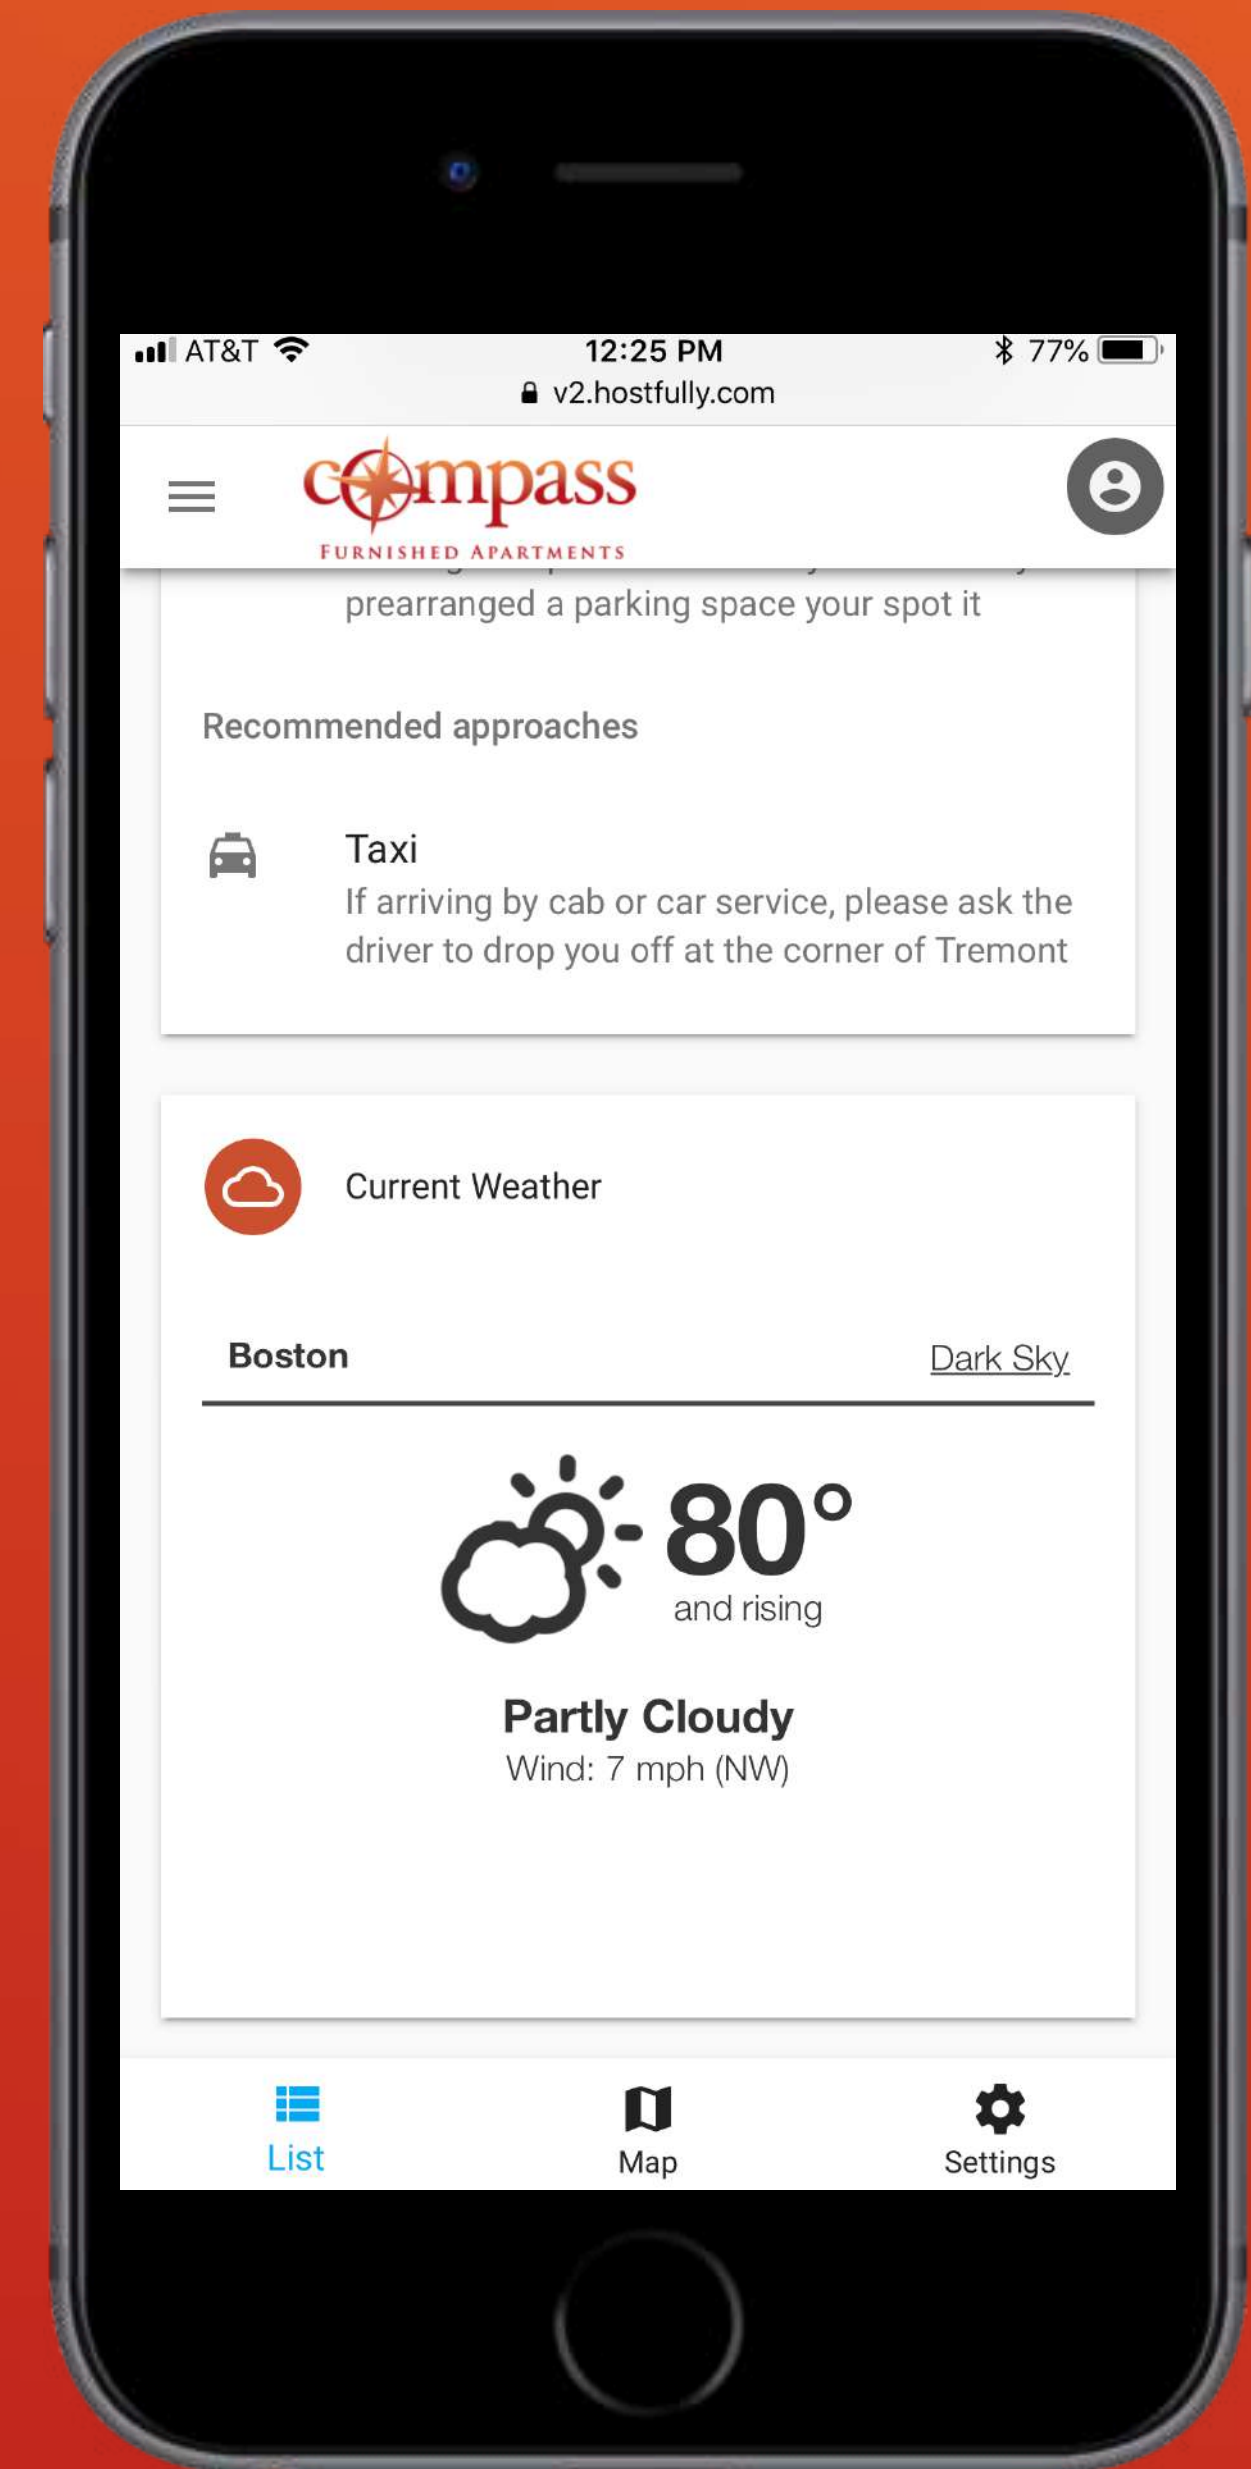 AT&T 12:25 PM 77%
v2.hostfully.com
compass
FURNISHED APARTMENTS
prearranged a parking space your spot it
Recommended approaches
Taxi
If arriving by cab or car service, please ask the
driver to drop you off at the corner of Tremont
Current Weather
Boston Dark Sky
80°
and rising
Partly Cloudy
Wind: 7 mph (NW)
List Map Settings